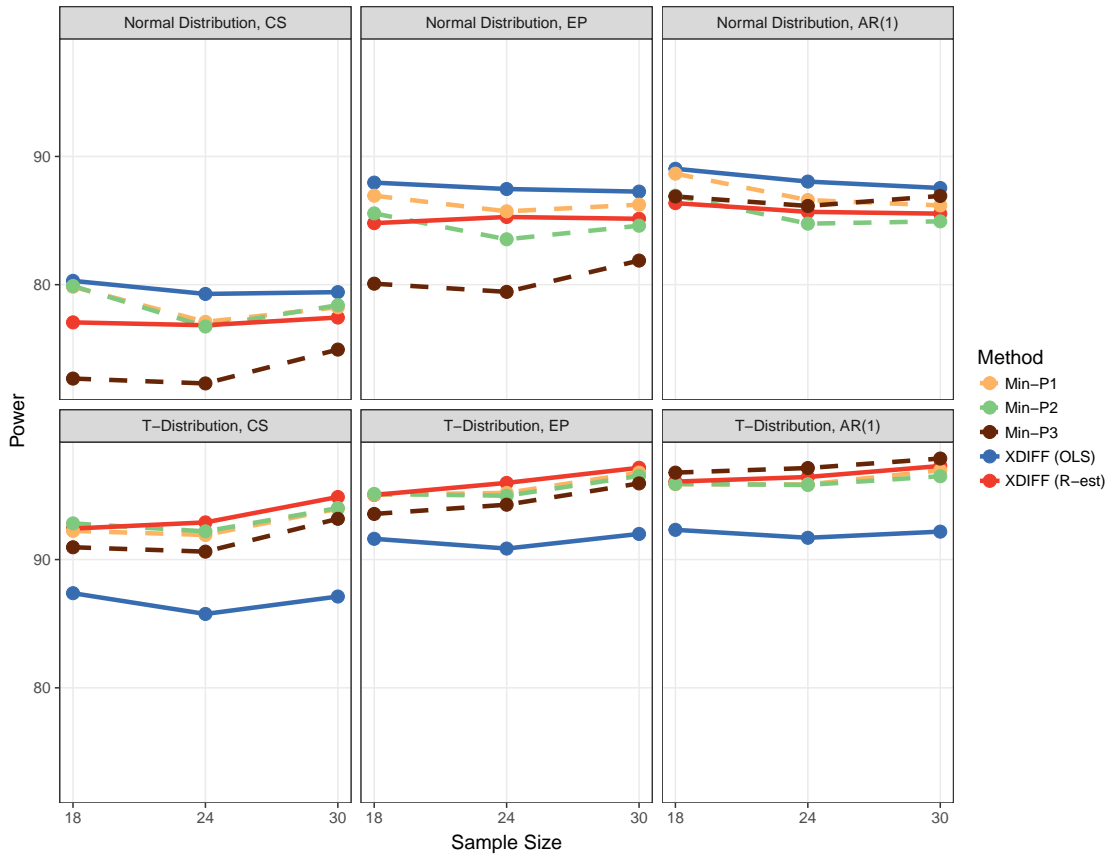 Normal Distribution, CS
Normal Distribution, EP
Normal Distribution, AR(1)
90
80
T−Distribution, CS
T−Distribution, EP
T−Distribution, AR(1)
90
80
Power
18
24
30
18
24
30
18
24
30
Sample Size
Method
Min−P1
Min−P2
Min−P3
XDIFF (OLS)
XDIFF (R−est)